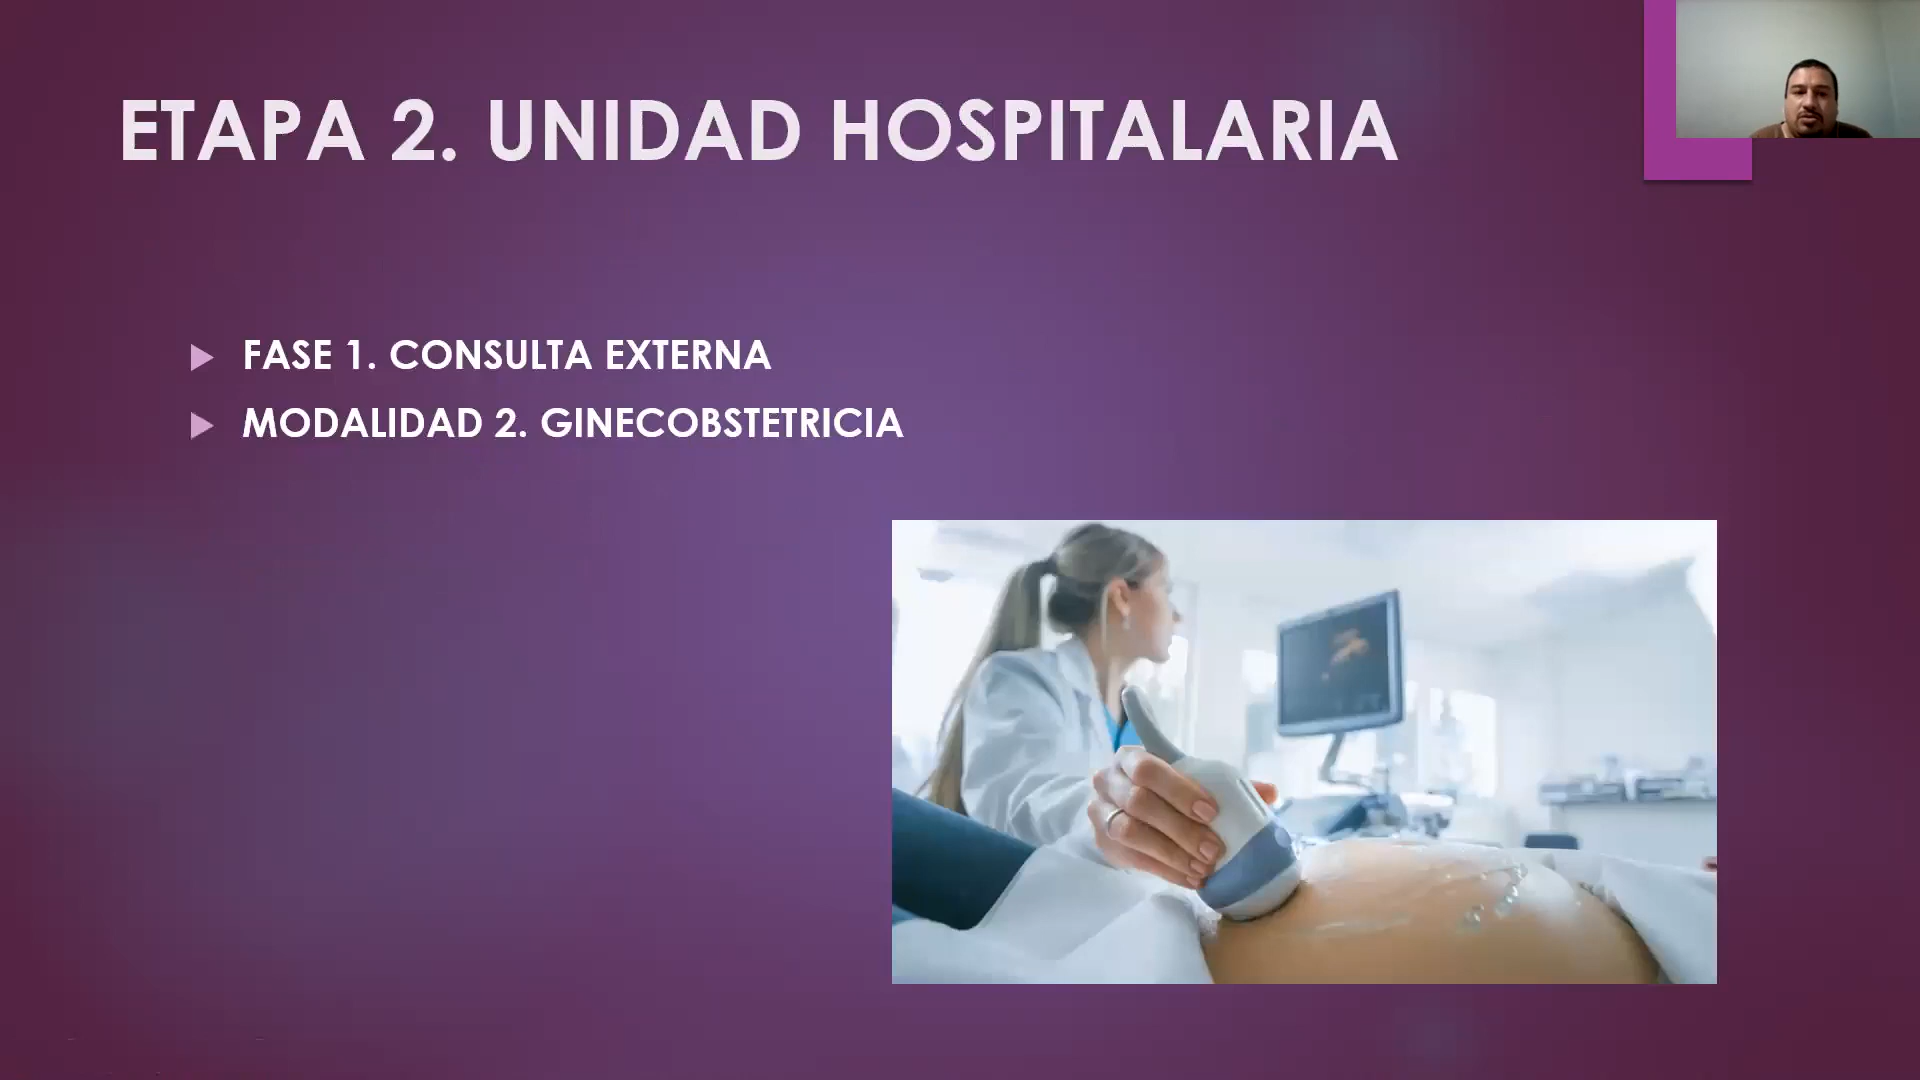 ETAPA 2. UNIDAD HOSPITALARIA
FASE 1. CONSULTA EXTERNA
MODALIDAD 2. GINECOBSTETRICIA